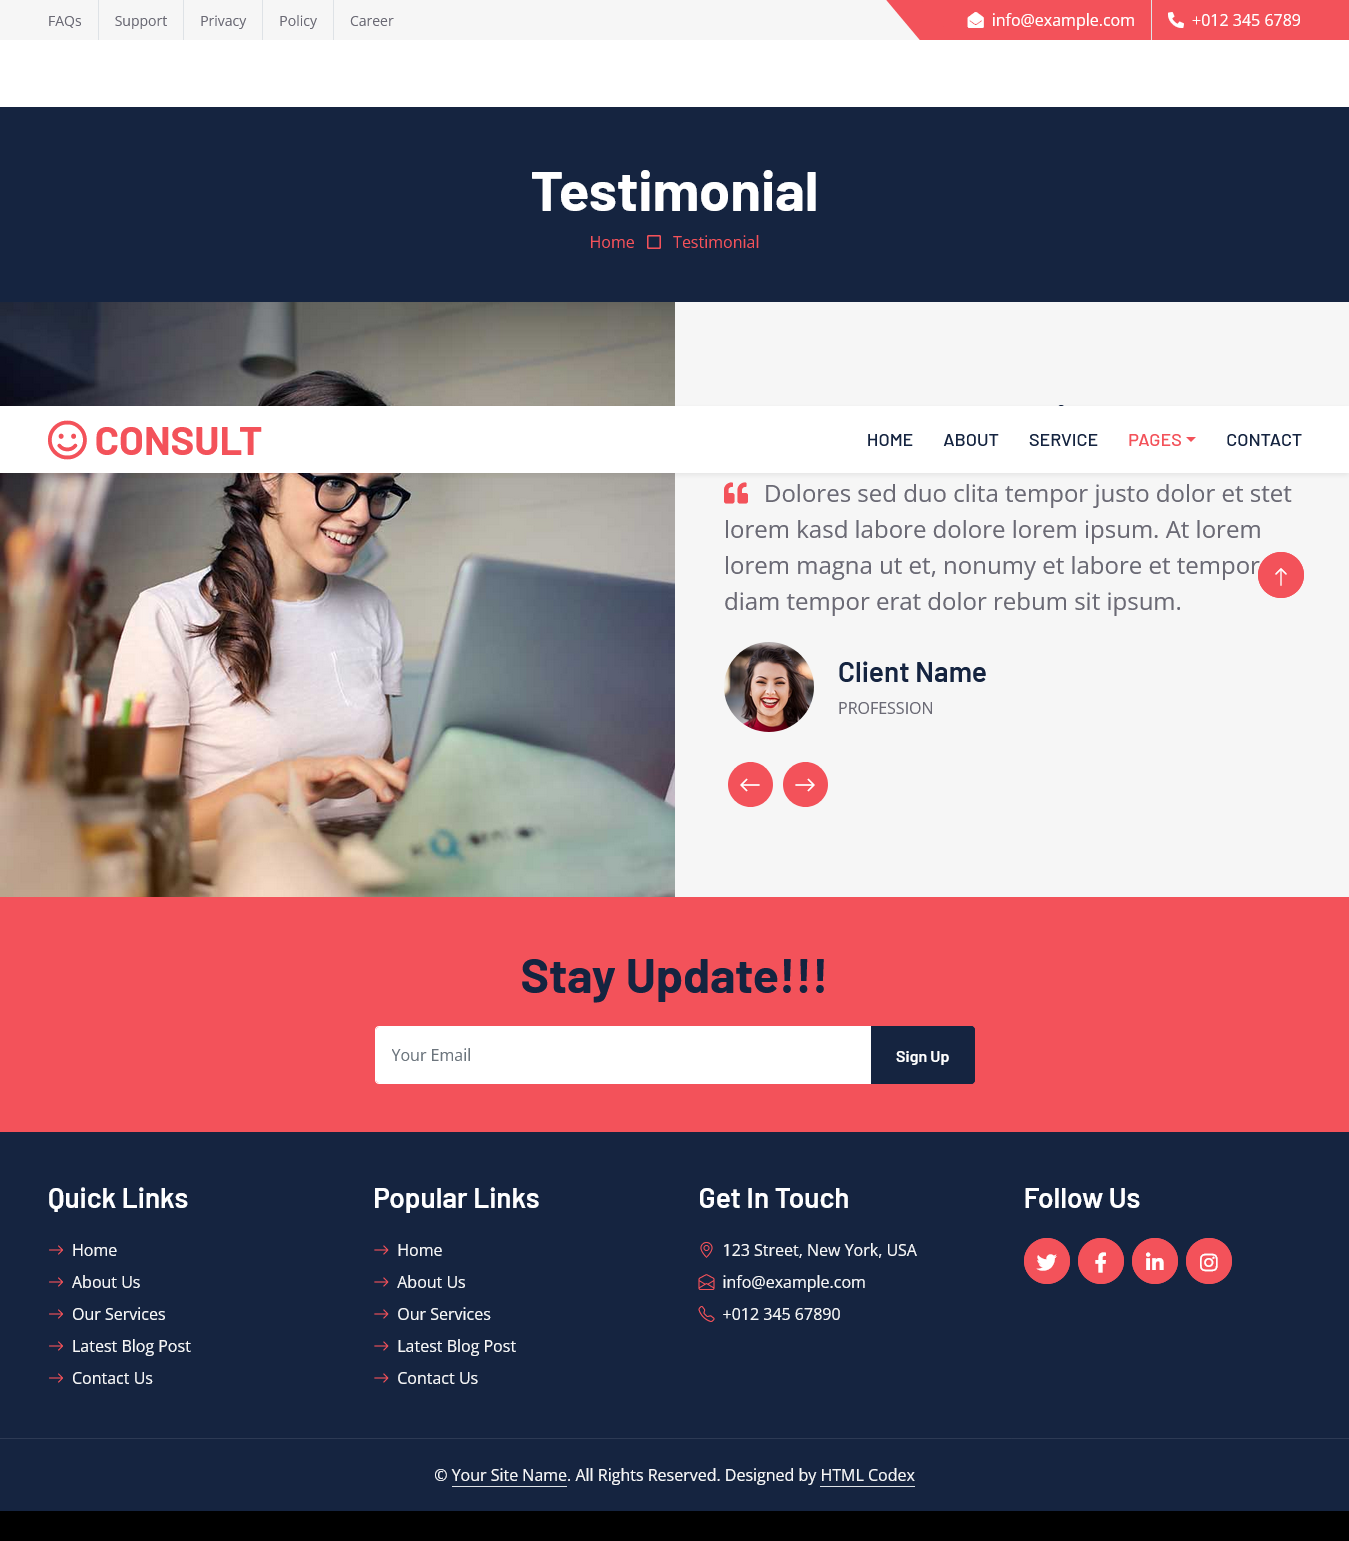 FAQs Support Privacy Policy Career info@example.com +012 345 6789
Testimonial
Home Testimonial
CONSULT HOME ABOUT SERVICE PAGES CONTACT
Dolores sed duo clita tempor justo dolor et stet
lorem kasd labore dolore lorem ipsum. At lorem
lorem magna ut et, nonumy et labore et tempor
diam tempor erat dolor rebum sit ipsum.
Client Name
PROFESSION
Stay Update!!!
Your Email Sign Up
Quick Links
Home
About Us
Our Services
Latest Blog Post
Contact Us
Popular Links
Home
About Us
Our Services
Latest Blog Post
Contact Us
Get In Touch
123 Street, New York, USA
info@example.com
+012 345 67890
Follow Us
© Your Site Name. All Rights Reserved. Designed by HTML Codex